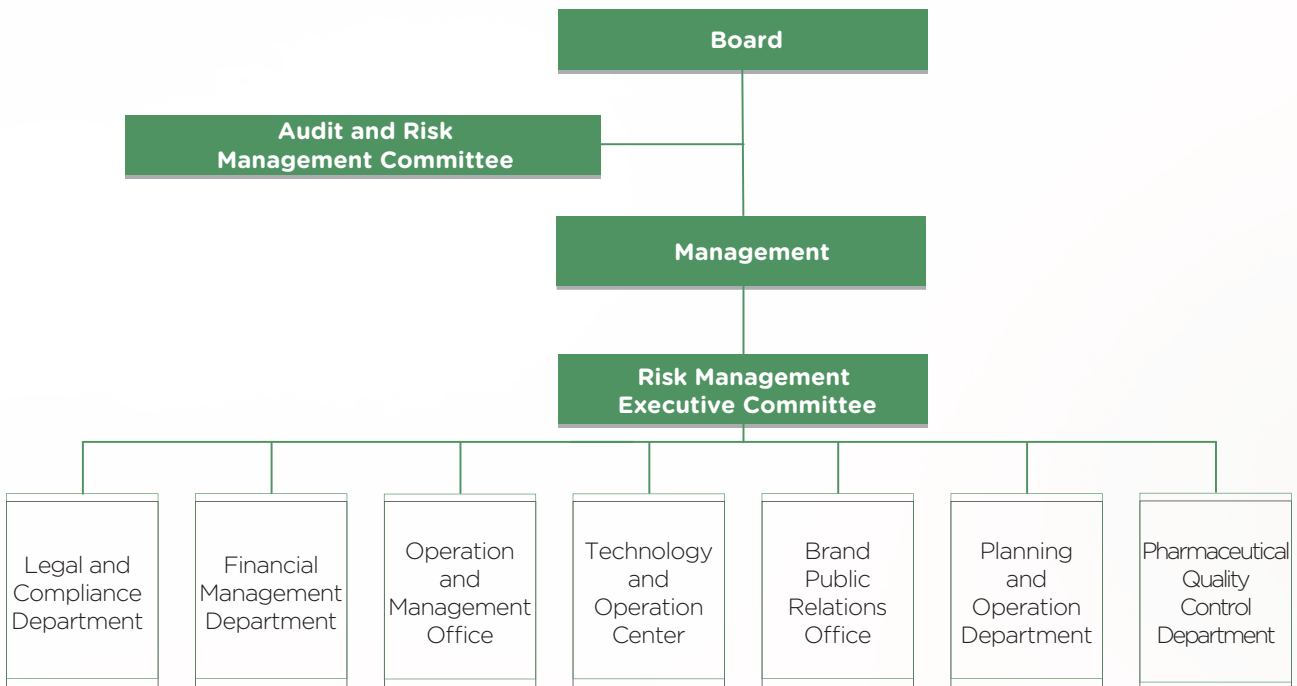 Board
Audit and Risk
Management Committee
Management
Risk Management
Executive Committee
Legal and
Compliance
Department
Financial
Management
Department
Operation
and
Management
Office
Technology
and
Operation
Center
Brand
Public
Relations
Office
Planning
and
Operation
Department
Pharmaceutical
Quality
Control
Department